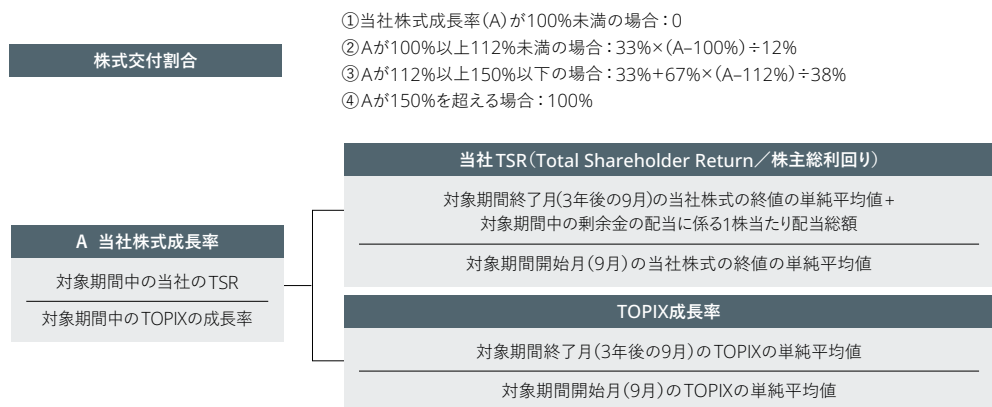 株式交付割合
①当社株式成長率(A)が100%未満の場合:0
②Aが100%以上112%未満の場合:33%×(A–100%)÷12%
③Aが112%以上150%以下の場合:33%+67%×(A–112%)÷38%
④Aが150%を超える場合:100%
A 当社株式成長率
対象期間中の当社のTSR
対象期間中のTOPIXの成長率
当社TSR(Total Shareholder Return/株主総利回り)
対象期間終了月(3年後の9月)の当社株式の終値の単純平均値+
対象期間中の剰余金の配当に係る1株当たり配当総額
対象期間開始月(9月)の当社株式の終値の単純平均値
TOPIX成長率
対象期間終了月(3年後の9月)のTOPIXの単純平均値
対象期間開始月(9月)のTOPIXの単純平均値